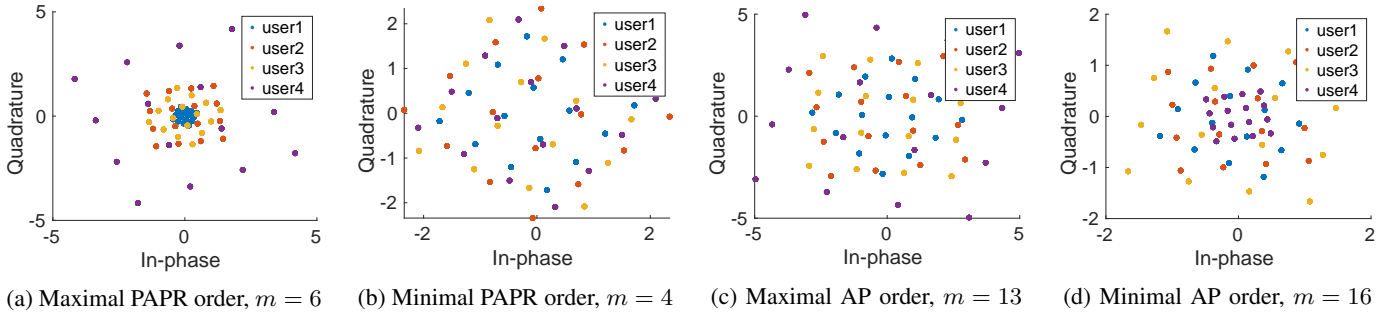 5
0
-5
Quadrature
-5
0
5
In-phase
user1
user2
user3
user4
(a) Maximal PAPR order, m = 6
2
1
0
-1
-2
Quadrature
-2
0
2
In-phase
user1
user2
user3
user4
(b) Minimal PAPR order, m = 4
5
0
-5
Quadrature
-5
0
5
In-phase
user1
user2
user3
user4
(c) Maximal AP order, m = 13
2
1
0
-1
-2
Quadrature
-2
0
2
In-phase
user1
user2
user3
user4
(d) Minimal AP order, m = 16